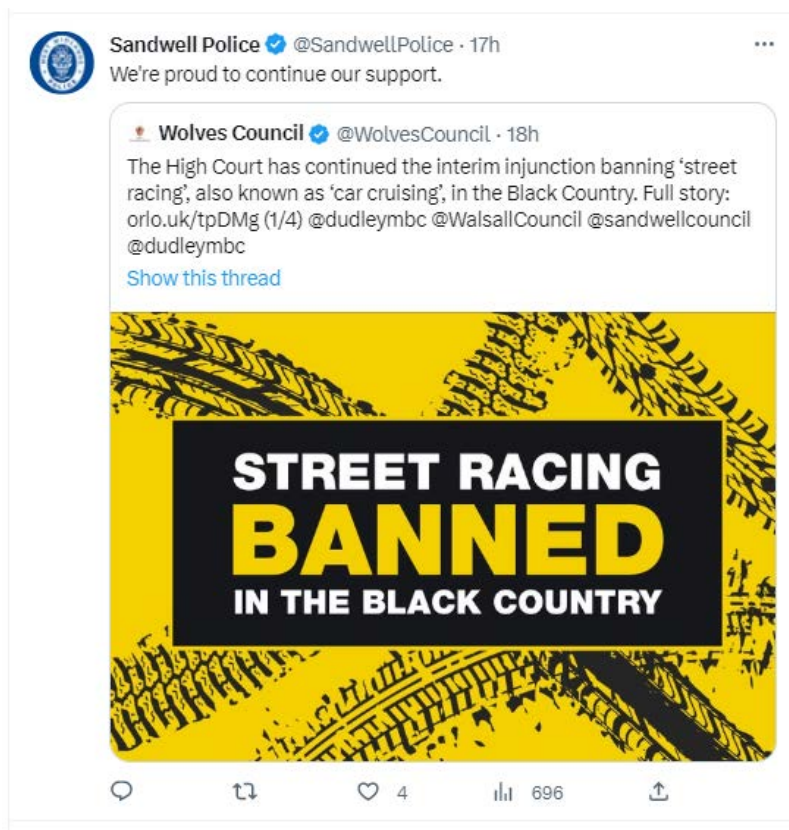 Sandwell Police @SandwellPolice · 17h
We're proud to continue our support.
Wolves Council @WolvesCouncil · 18h
The High Court has continued the interim injunction banning ‘street
racing’, also known as ‘car cruising’, in the Black Country. Full story:
orlo.uk/tpDMg (1/4) @dudleymbc @WalsallCouncil @sandwellcouncil
@dudleymbc
Show this thread
STREET RACING
BANNED
IN THE BLACK COUNTRY
4
696